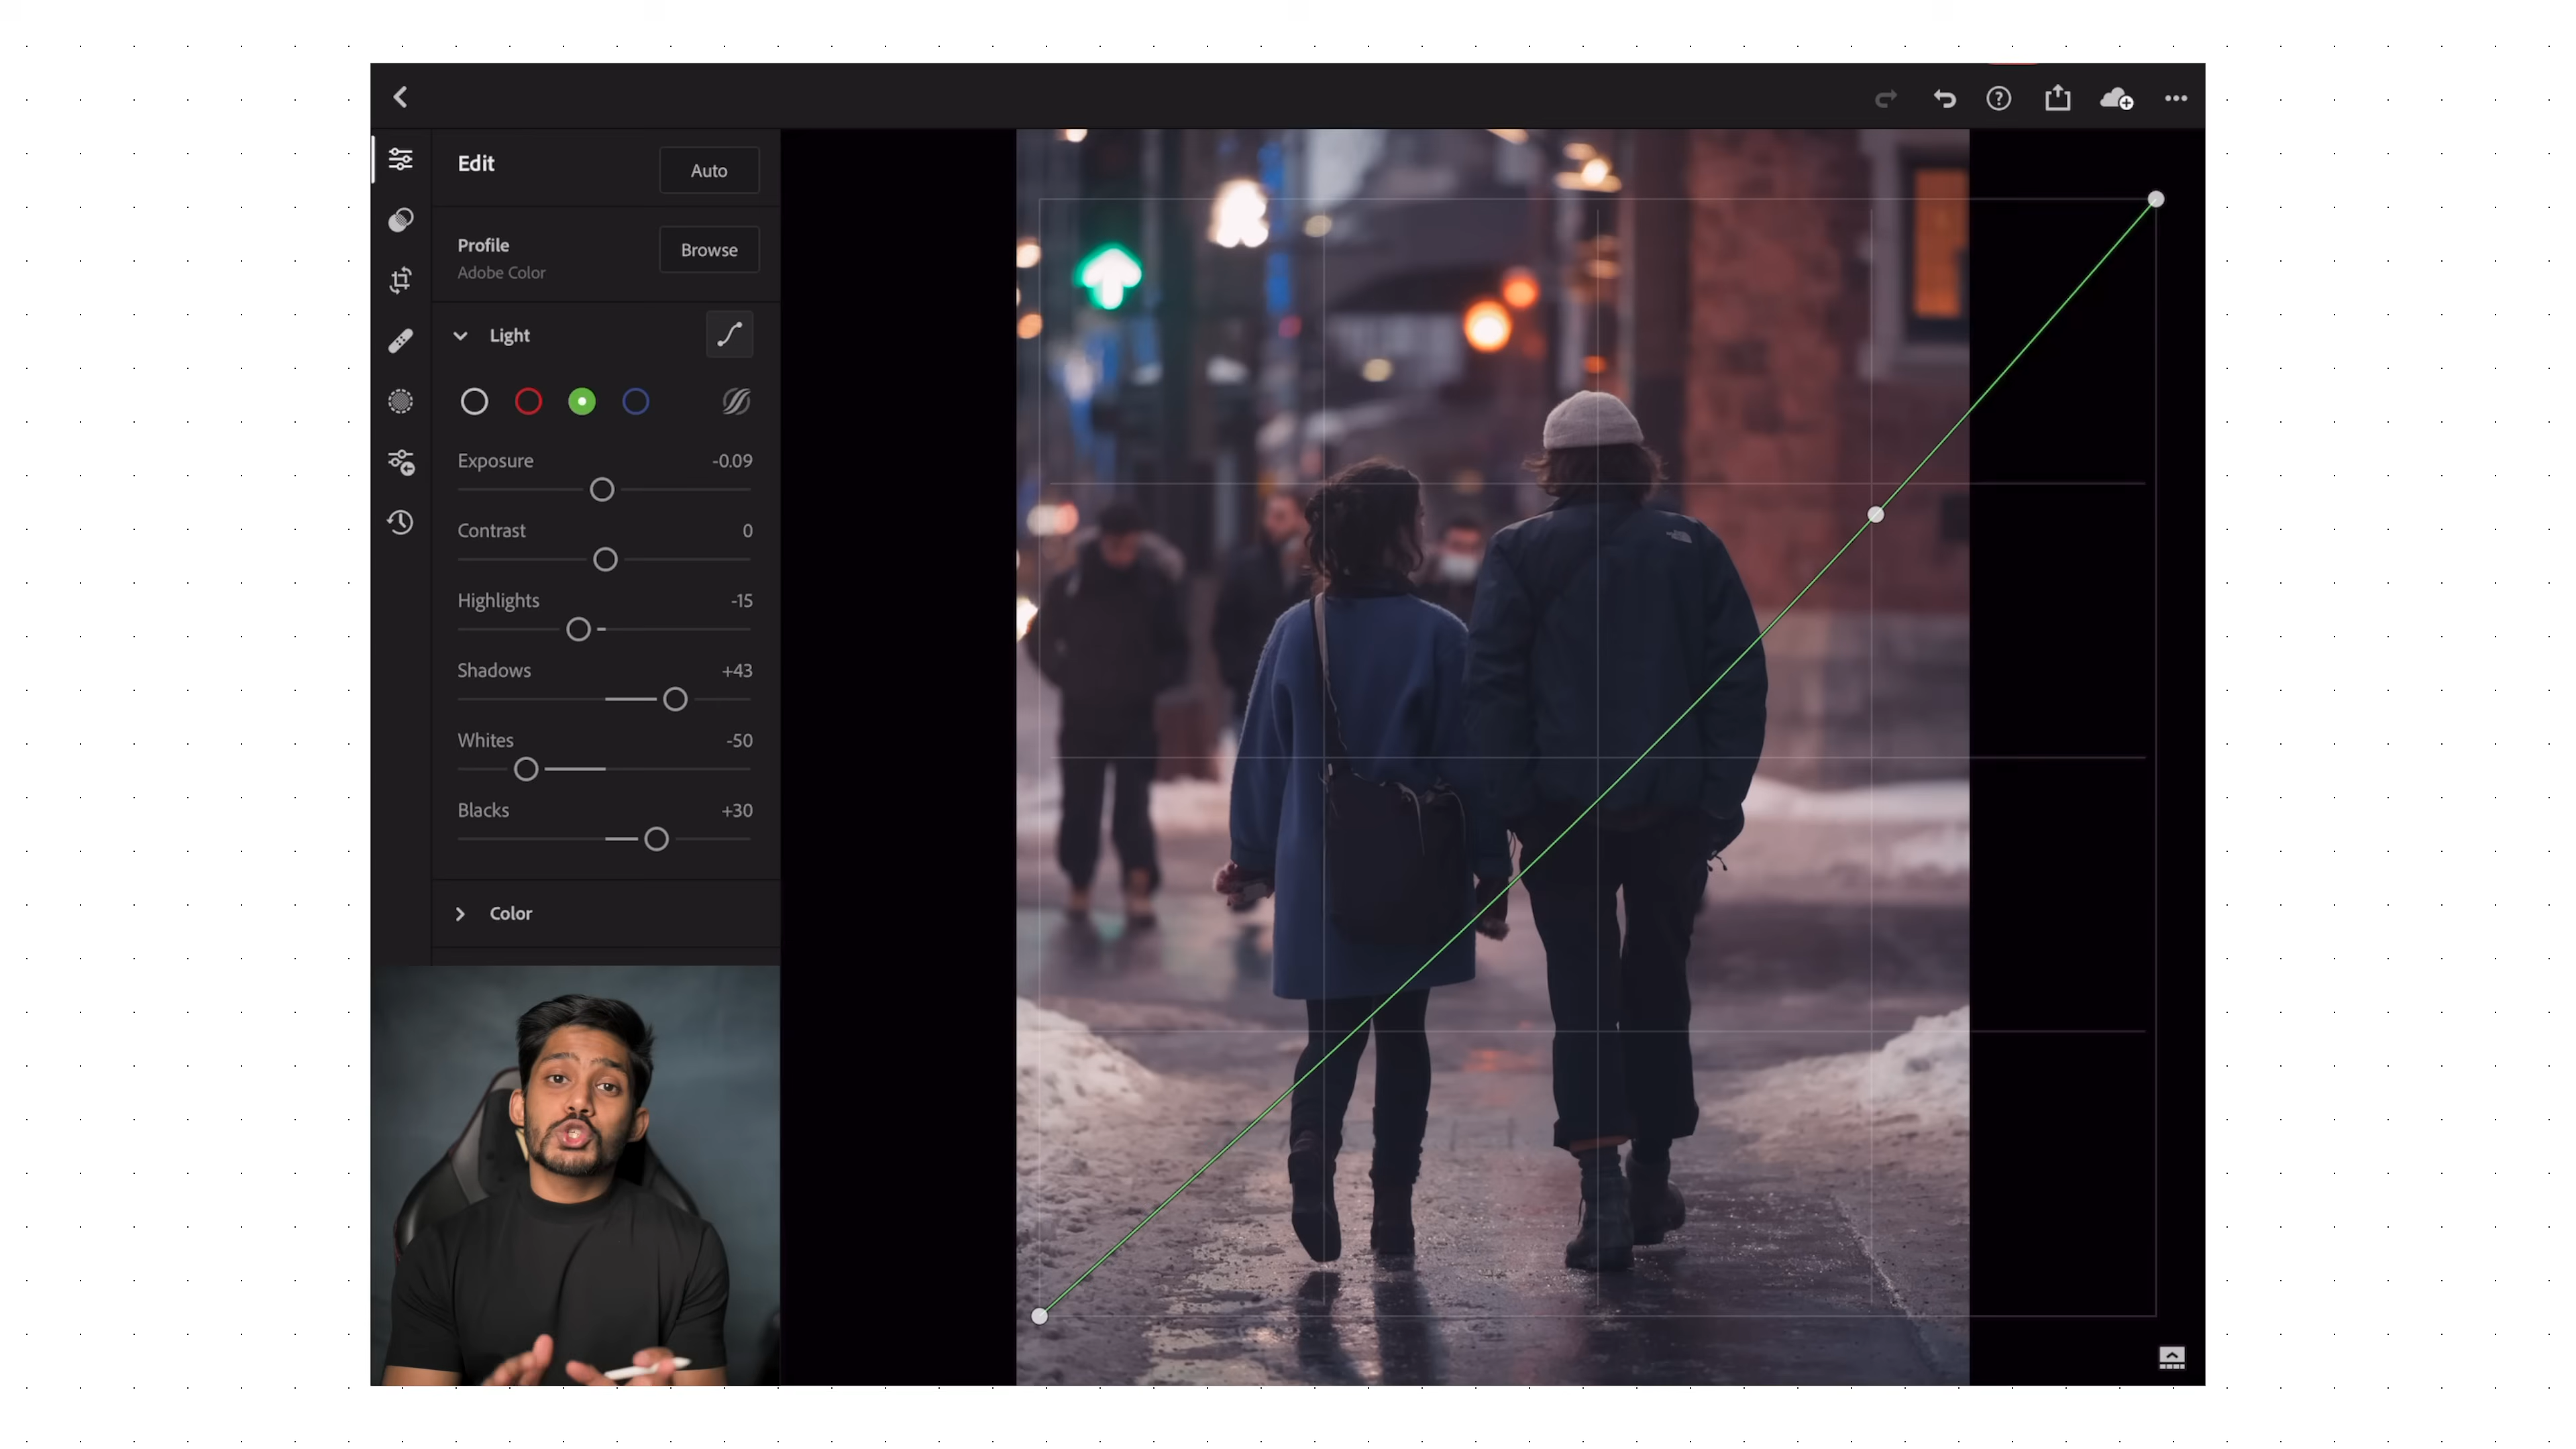 Edit
Auto
Profile
Adobe Color
Browse
Light
Exposure
-0.09
Contrast
0
Highlights
-15
Shadows
+43
Whites
-50
Blacks
+30
Color